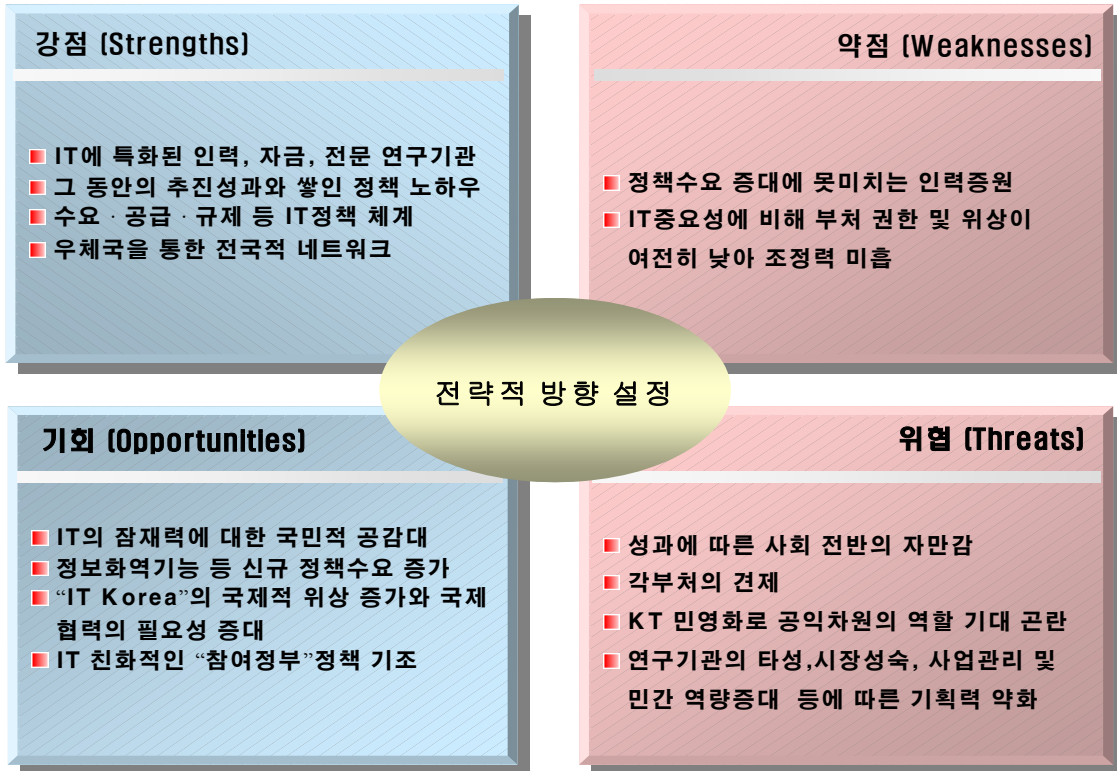 강점 (Strengths)
IT에 특화된 인력, 자금, 전문 연구기관
그 동안의 추진성과와 쌓인 정책 노하우
수요·공급·규제 등 IT정책 체계
우체국을 통한 전국적 네트워크
약점 (Weaknesses)
정책수요 증대에 못미치는 인력증원
IT중요성에 비해 부처 권한 및 위상이
여전히 낮아 조정력 미흡
전략적 방향 설정
기회 (Opportunities)
IT의 잠재력에 대한 국민적 공감대
정보화역기능 등 신규 정책수요 증가
“IT Korea”의 국제적 위상 증가와 국제
협력의 필요성 증대
IT 친화적인 “참여정부”정책 기조
위협 (Threats)
성과에 따른 사회 전반의 자만감
각부처의 견제
KT 민영화로 공익차원의 역할 기대 곤란
연구기관의 타성,시장성숙, 사업관리 및
민간 역량증대 등에 따른 기획력 약화